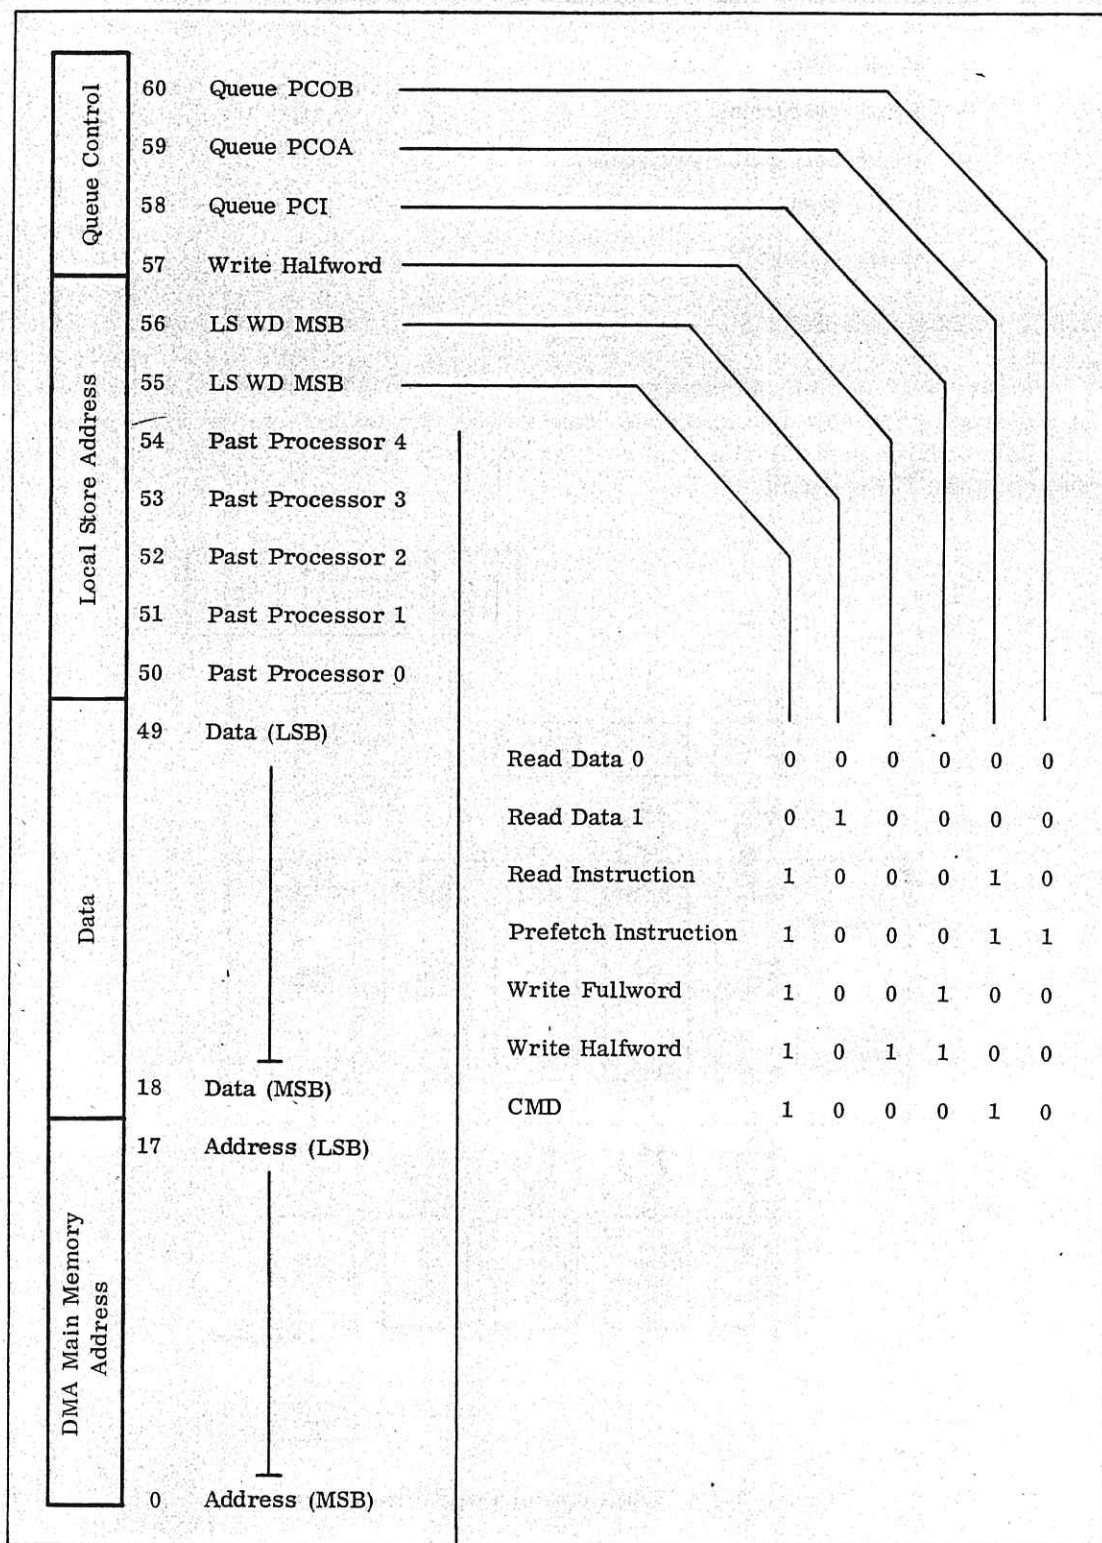 Queue Control
60 Queue PCOB
59 Queue PCOA
58 Queue PCI
57 Write Halfword
Local Store Address
56 LS WD MSB
55 LS WD MSB
54 Past Processor 4
53 Past Processor 3
52 Past Processor 2
51 Past Processor 1
50 Past Processor 0
Data
49 Data (LSB)
18 Data (MSB)
DMA Main Memory
Address
17 Address (LSB)
0 Address (MSB)
Read Data 0 0 0 0 0 0 0
Read Data 1 0 1 0 0 0 0
Read Instruction 1 0 0 0 1 0
Prefetch Instruction 1 0 0 0 1 1
Write Fullword 1 0 0 1 0 0
Write Halfword 1 0 1 1 0 0
CMD 1 0 0 0 1 0